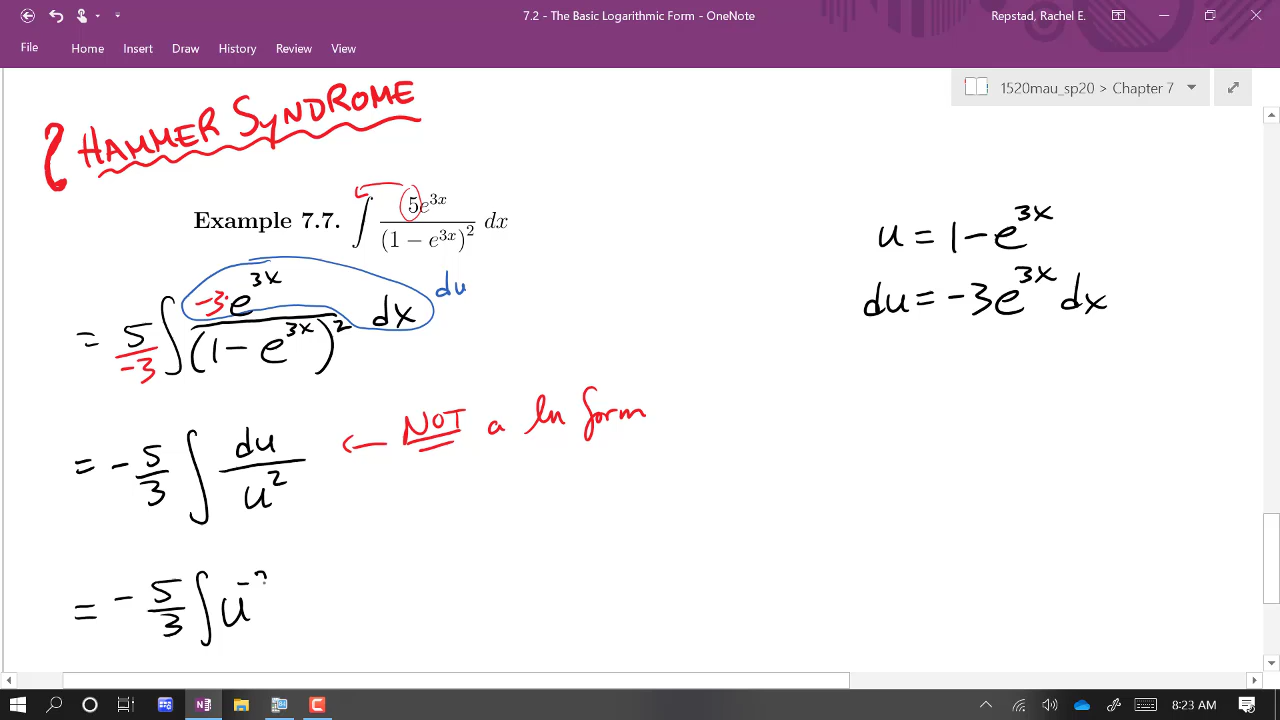 7.2 - The Basic Logarithmic Form - OneNote
Repstad, Rachel E.
File Home Insert Draw History Review View
1520mau_sp20 > Chapter 7
HAMMER SYNDROME
Example 7.7. ∫ 5e^{3x} / (1 − e^{3x})^2 dx
u = 1 − e^{3x}
du = −3e^{3x} dx
= 5/−3 ∫ −3·e^{3x} / (1 − e^{3x})^2 dx du
= −5/3 ∫ du/u^2 ← NOT a ln form
= −5/3 ∫ u^-
8:23 AM